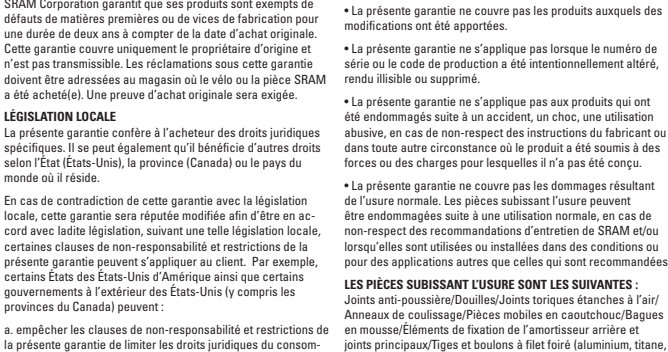 SRAM Corporation garantit que ses produits sont exempts de
défauts de matières premières ou de vices de fabrication pour
une durée de deux ans à compter de la date d'achat originale.
Cette garantie couvre uniquement le propriétaire d'origine et
n'est pas transmissible. Les réclamations sous cette garantie
doivent être adressées au magasin où le vélo ou la pièce SRAM
a été acheté(e). Une preuve d'achat originale sera exigée.
LÉGISLATION LOCALE
La présente garantie confère à l'acheteur des droits juridiques
spécifiques. Il se peut également qu'il bénéficie d'autres droits
selon l'État (États-Unis), la province (Canada) ou le pays du
monde où il réside.
En cas de contradiction de cette garantie avec la législation
locale, cette garantie sera réputée modifiée afin d'être en ac-
cord avec ladite législation, suivant une telle législation locale,
certaines clauses de non-responsabilité et restrictions de la
présente garantie peuvent s'appliquer au client. Par exemple,
certains États des États-Unis d'Amérique ainsi que certains
gouvernements à l'extérieur des États-Unis (y compris les
provinces du Canada) peuvent :
a. empêcher les clauses de non-responsabilité et restrictions de
la présente garantie de limiter les droits juridiques du consom-
• La présente garantie ne couvre pas les produits auxquels des
modifications ont été apportées.
• La présente garantie ne s'applique pas lorsque le numéro de
série ou le code de production a été intentionnellement altéré,
rendu illisible ou supprimé.
• La présente garantie ne s'applique pas aux produits qui ont
été endommagés suite à un accident, un choc, une utilisation
abusive, en cas de non-respect des instructions du fabricant ou
dans toute autre circonstance où le produit a été soumis à des
forces ou des charges pour lesquelles il n'a pas été conçu.
• La présente garantie ne couvre pas les dommages résultant
de l'usure normale. Les pièces subissant l'usure peuvent
être endommagées suite à une utilisation normale, en cas de
non-respect des recommandations d'entretien de SRAM et/ou
lorsqu'elles sont utilisées ou installées dans des conditions ou
pour des applications autres que celles qui sont recommandées
LES PIÈCES SUBISSANT L'USURE SONT LES SUIVANTES :
Joints anti-poussière/Douilles/Joints toriques étanches à l'air/
Anneaux de coulissage/Pièces mobiles en caoutchouc/Bagues
en mousse/Éléments de fixation de l'amortisseur arrière et
joints principaux/Tiges et boulons à filet foiré (aluminium, titane,